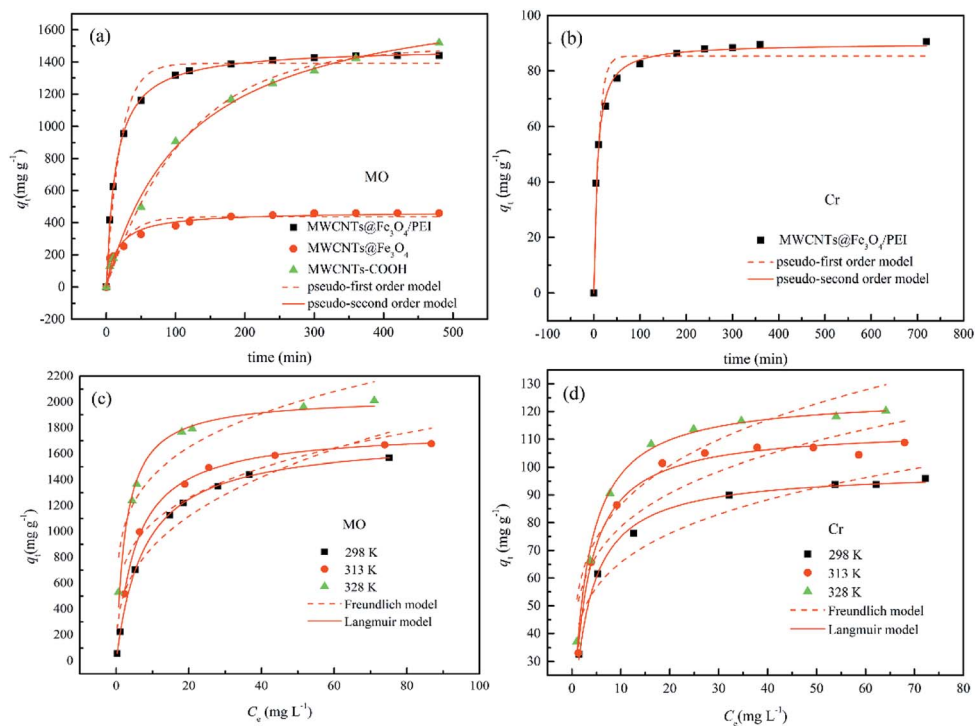 (a)
1600
1400
1200
1000
800
600
400
200
0
-200
qₜ(mg g⁻¹)
MO
MWCNTs@Fe₃O₄/PEI
MWCNTs@Fe₃O₄
MWCNTs-COOH
pseudo-first order model
pseudo-second order model
0 100 200 300 400 500
time (min)
(b)
100
80
60
40
20
0
qₜ (mg g⁻¹)
Cr
MWCNTs@Fe₃O₄/PEI
pseudo-first order model
pseudo-second order model
-100 0 100 200 300 400 500 600 700 800
time (min)
(c)
2200
2000
1800
1600
1400
1200
1000
800
600
400
200
0
qₜ(mg g⁻¹)
MO
298 K
313 K
328 K
Freundlich model
Langmuir model
0 20 40 60 80 100
Cₑ (mg L⁻¹)
(d)
130
120
110
100
90
80
70
60
50
40
30
qₜ (mg g⁻¹)
Cr
298 K
313 K
328 K
Freundlich model
Langmuir model
0 10 20 30 40 50 60 70 80
Cₑ(mg L⁻¹)